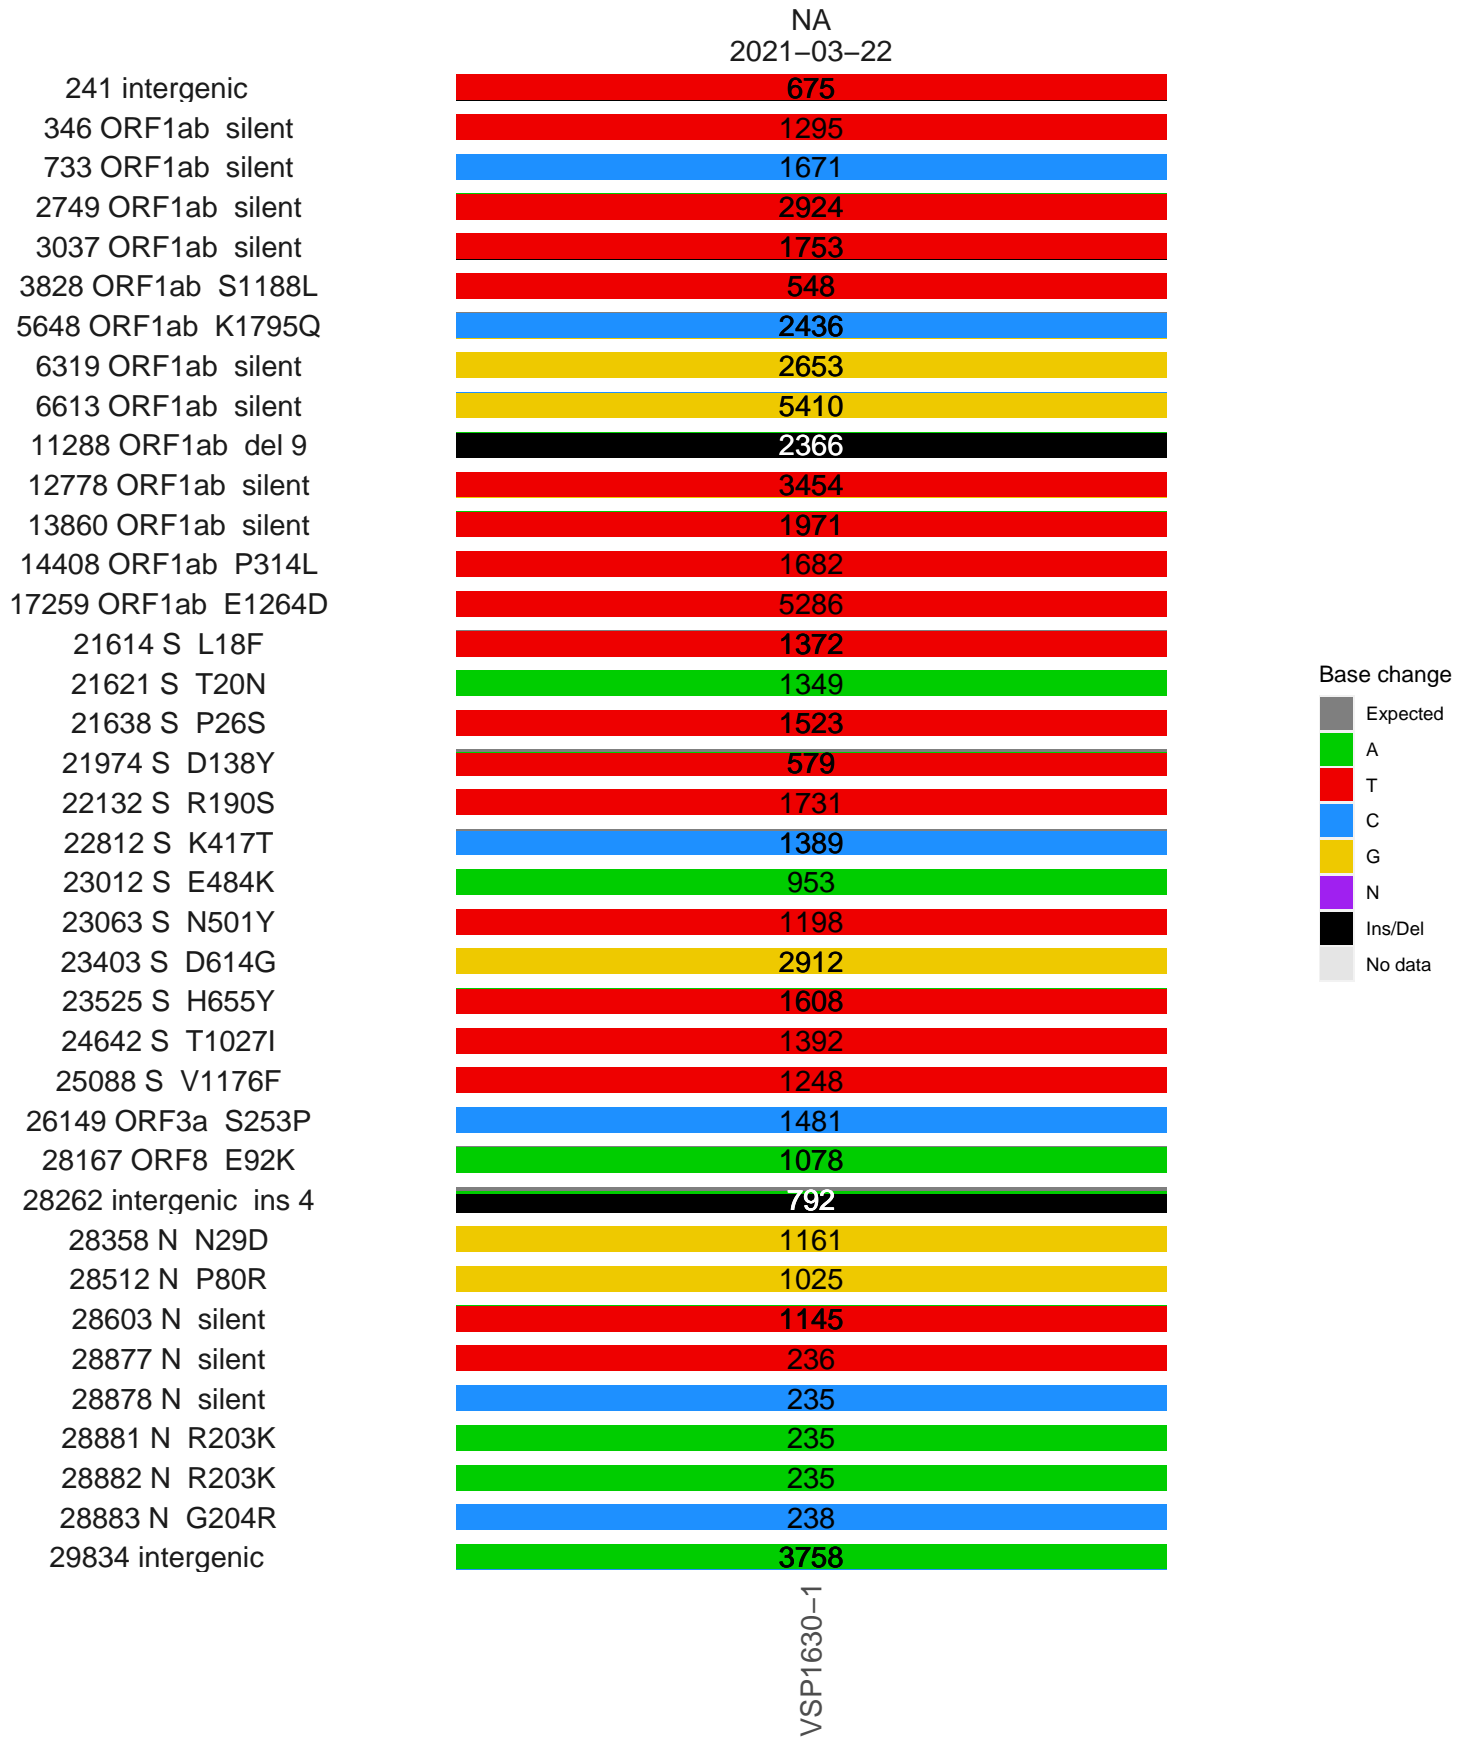 NA
2021−03−22
241 intergenic 675
346 ORF1ab silent 1295
733 ORF1ab silent 1671
2749 ORF1ab silent 2924
3037 ORF1ab silent 1753
3828 ORF1ab S1188L 548
5648 ORF1ab K1795Q 2436
6319 ORF1ab silent 2653
6613 ORF1ab silent 5410
11288 ORF1ab del 9 2366
12778 ORF1ab silent 3454
13860 ORF1ab silent 1971
14408 ORF1ab P314L 1682
17259 ORF1ab E1264D 5286
21614 S L18F 1372
21621 S T20N 1349
21638 S P26S 1523
21974 S D138Y 579
22132 S R190S 1731
22812 S K417T 1389
23012 S E484K 953
23063 S N501Y 1198
23403 S D614G 2912
23525 S H655Y 1608
24642 S T1027I 1392
25088 S V1176F 1248
26149 ORF3a S253P 1481
28167 ORF8 E92K 1078
28262 intergenic ins 4 792
28358 N N29D 1161
28512 N P80R 1025
28603 N silent 1145
28877 N silent 236
28878 N silent 235
28881 N R203K 235
28882 N R203K 235
28883 N G204R 238
29834 intergenic 3758
VSP1630−1
Base change
Expected
A
T
C
G
N
Ins/Del
No data